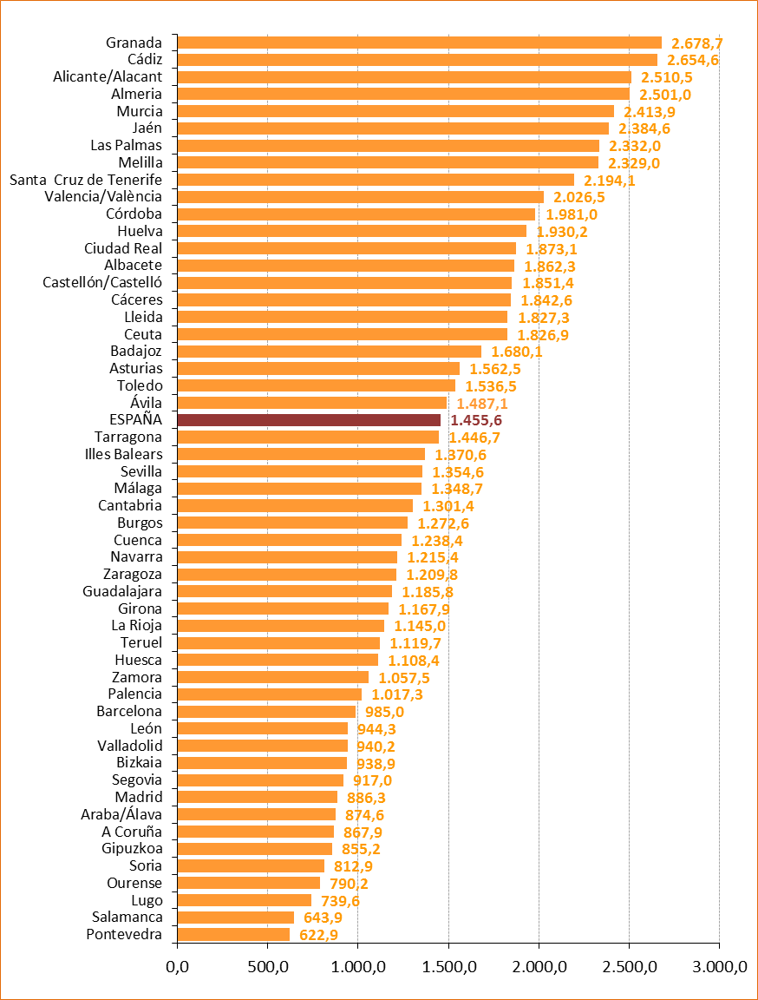 Granada 2.678,7
Cádiz 2.654,6
Alicante/Alacant 2.510,5
Almeria 2.501,0
Murcia 2.413,9
Jaén 2.384,6
Las Palmas 2.332,0
Melilla 2.329,0
Santa Cruz de Tenerife 2.194,1
Valencia/València 2.026,5
Córdoba 1.981,0
Huelva 1.930,2
Ciudad Real 1.873,1
Albacete 1.862,3
Castellón/Castelló 1.851,4
Cáceres 1.842,6
Lleida 1.827,3
Ceuta 1.826,9
Badajoz 1.680,1
Asturias 1.562,5
Toledo 1.536,5
Ávila 1.487,1
ESPAÑA 1.455,6
Tarragona 1.446,7
Illes Balears 1.370,6
Sevilla 1.354,6
Málaga 1.348,7
Cantabria 1.301,4
Burgos 1.272,6
Cuenca 1.238,4
Navarra 1.215,4
Zaragoza 1.209,8
Guadalajara 1.185,8
Girona 1.167,9
La Rioja 1.145,0
Teruel 1.119,7
Huesca 1.108,4
Zamora 1.057,5
Palencia 1.017,3
Barcelona 985,0
León 944,3
Valladolid 940,2
Bizkaia 938,9
Segovia 917,0
Madrid 886,3
Araba/Álava 874,6
A Coruña 867,9
Gipuzkoa 855,2
Soria 812,9
Ourense 790,2
Lugo 739,6
Salamanca 643,9
Pontevedra 622,9
0,0 500,0 1.000,0 1.500,0 2.000,0 2.500,0 3.000,0